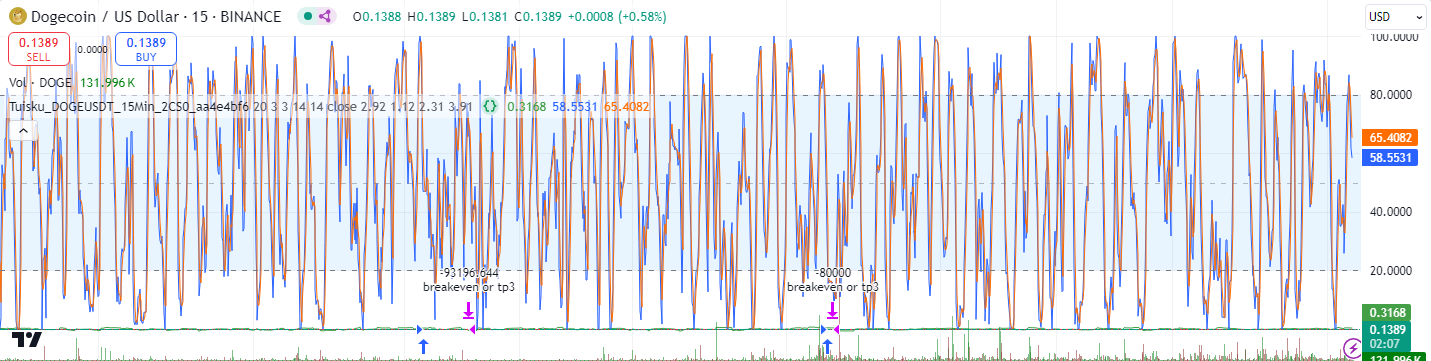 Dogecoin / US Dollar · 15 · BINANCE O0.1388 H0.1389 L0.1381 C0.1389 +0.0008 (+0.58%)
USD
0.1389
SELL
0.0000
0.1389
BUY
100.0000
Vol · DOGE 131.996 K
Tuisku_DOGEUSDT_15Min_2CS0_aa4e4bf6 20 3 3 14 14 close 2.92 1.12 2.31 3.91 0.3168 58.5531 65.4082
80.0000
65.4082
58.5531
40.0000
20.0000
-93196.644
breakeven or tp3
-80000
breakeven or tp3
0.3168
0.1389
02:07
131.996 K